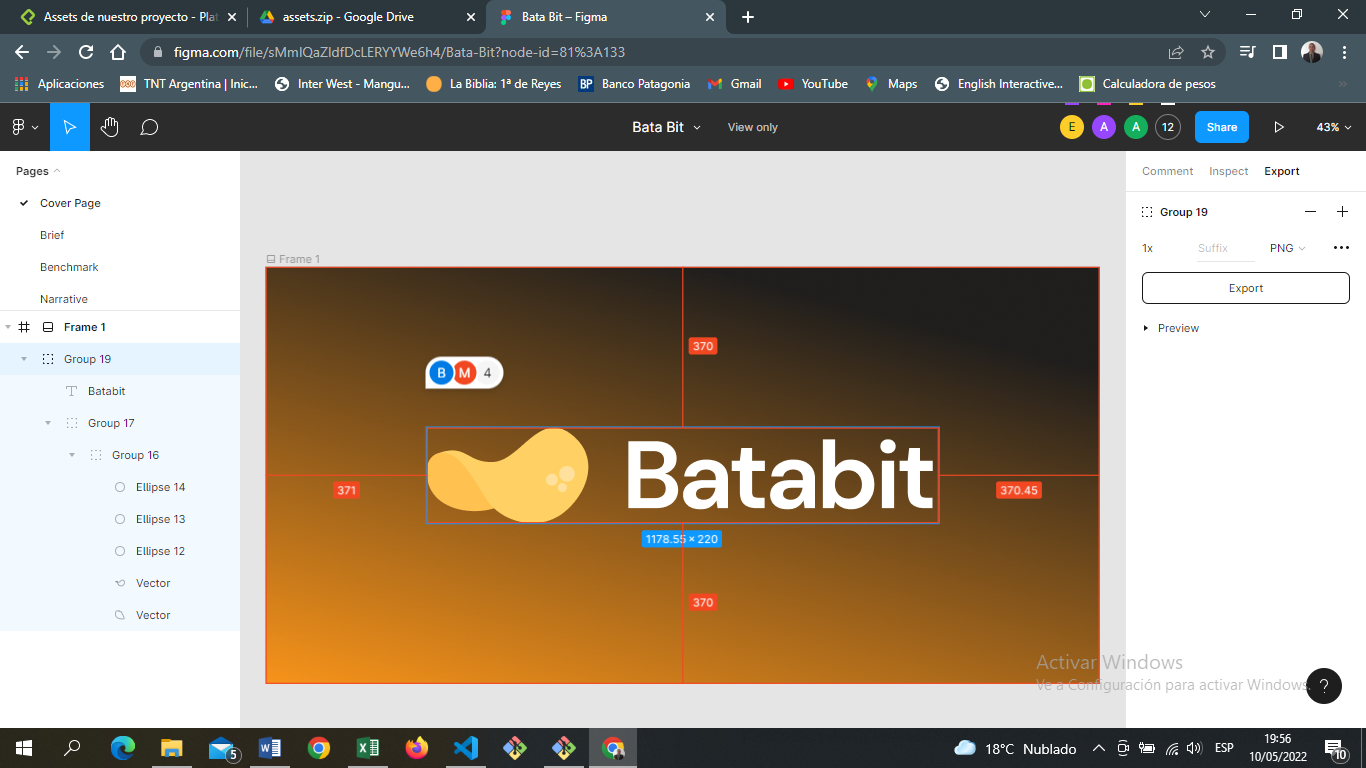 Assets de nuestro proyecto - Plat
assets.zip - Google Drive
Bata Bit – Figma
figma.com/file/sMmlQaZldfDcLERYYWe6h4/Bata-Bit?node-id=81%3A133
Aplicaciones
TNT Argentina | Inic...
Inter West - Mangu...
La Biblia: 1ª de Reyes
BP Banco Patagonia
Gmail
YouTube
Maps
English Interactive...
Calculadora de pesos
Bata Bit
View only
E A A 12
Share
43%
Pages
Cover Page
Brief
Benchmark
Narrative
Frame 1
Group 19
Batabit
Group 17
Group 16
Ellipse 14
Ellipse 13
Ellipse 12
Vector
Vector
Frame 1
370
B M 4
Batabit
371
370.45
1178.55 × 220
370
Comment Inspect Export
Group 19
1x Suffix PNG
Export
Preview
Activar Windows
Ve a Configuración para activar Windows.
?
5
18°C Nublado
ESP
19:56
10/05/2022
10